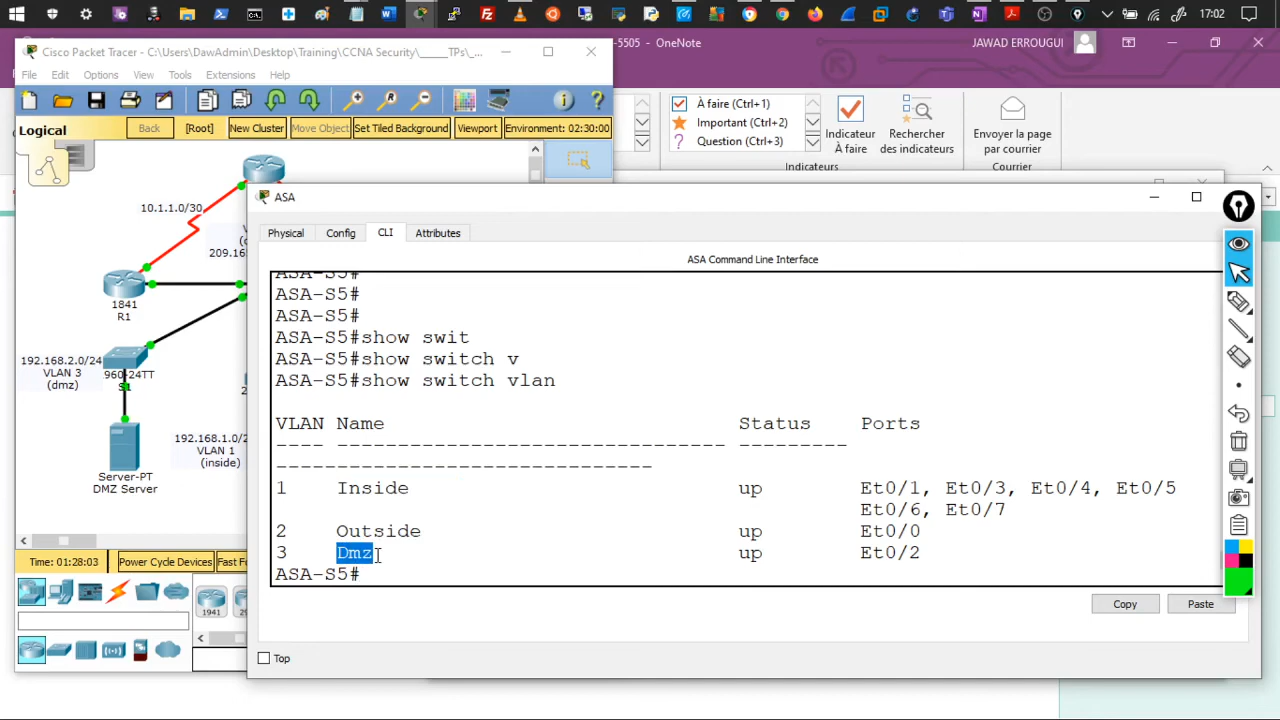 17:02
Cisco Packet Tracer - C:\Users\DawAdmin\Desktop\Training\CCNA Security\_____TPs\_...
-5505 - OneNote
JAWAD ERROUGUI
File Edit Options View Tools Extensions Help
À faire (Ctrl+1)
Important (Ctrl+2)
Question (Ctrl+3)
Indicateur
À faire
Rechercher
des indicateurs
Envoyer la page
par courrier
Indicateurs
Courrier
Logical
Back
[Root]
New Cluster
Move Object
Set Tiled Background
Viewport
Environment: 02:30:00
10.1.1.0/30
209.16
1841
R1
192.168.2.0/24
VLAN 3
(dmz)
960-24TT
S1
192.168.1.0/2
VLAN 1
(inside)
Server-PT
DMZ Server
Time: 01:28:03
Power Cycle Devices
Fast Fo
1941
ASA
Physical
Config
CLI
Attributes
ASA Command Line Interface
ASA-S5#
ASA-S5#
ASA-S5#
ASA-S5#show swit
ASA-S5#show switch v
ASA-S5#show switch vlan
VLAN Name Status Ports
---- -------------------------------- ---------
-------------------------------
1 Inside up Et0/1, Et0/3, Et0/4, Et0/5
Et0/6, Et0/7
2 Outside up Et0/0
3 Dmz up Et0/2
ASA-S5#
Copy
Paste
Top